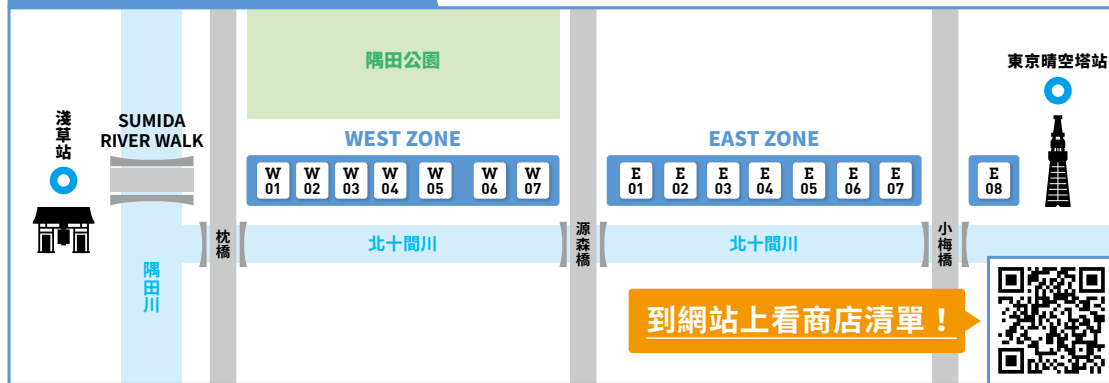 隅田公園
東京晴空塔站
淺草站
SUMIDA
RIVER WALK
WEST ZONE
EAST ZONE
W 01
W 02
W 03
W 04
W 05
W 06
W 07
E 01
E 02
E 03
E 04
E 05
E 06
E 07
E 08
枕橋
北十間川
源森橋
北十間川
小梅橋
隅田川
到網站上看商店清單！